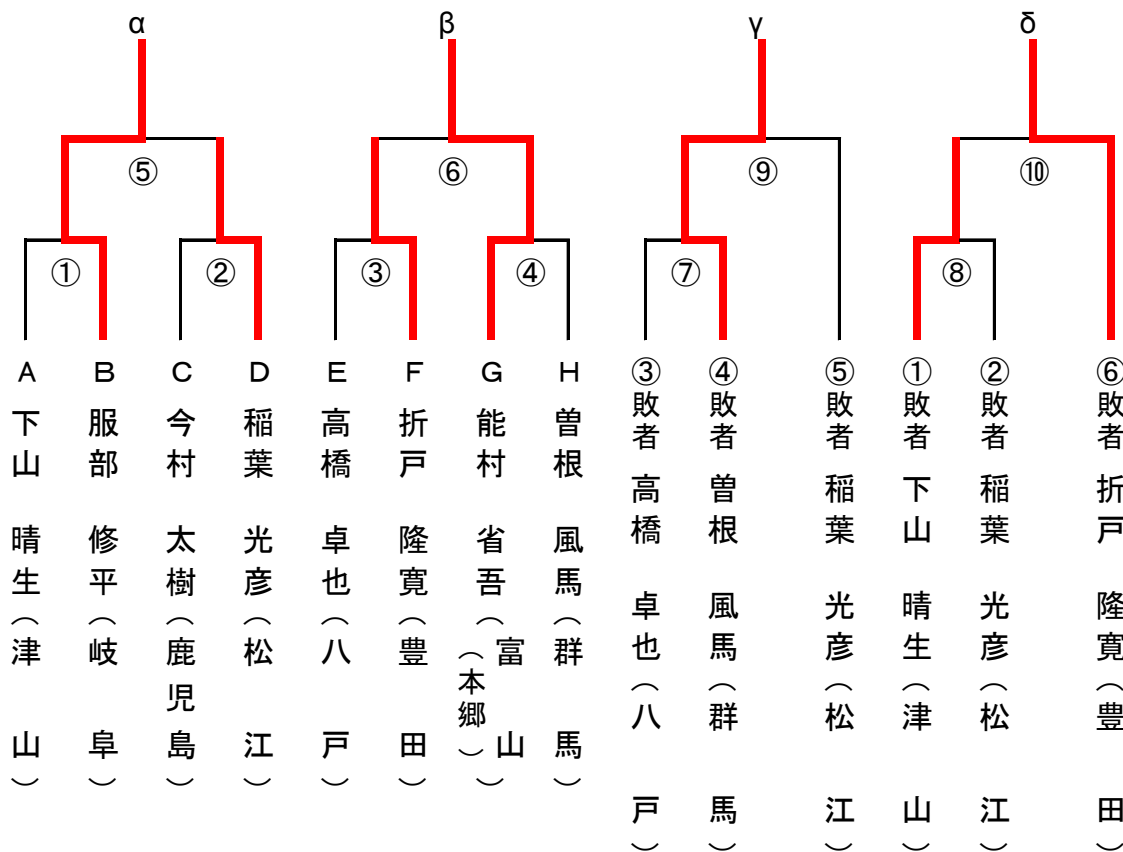 α β γ δ
⑤ ⑥ ⑨ ⑩
① ② ③ ④ ⑦ ⑧
A 下山 晴生(津山)
B 服部 修平(岐阜)
C 今村 太樹(鹿児島)
D 稲葉 光彦(松江)
E 高橋 卓也(八戸)
F 折戸 隆寛(豊田)
G 能村 省吾(富山)
(本郷)
H 曽根 風馬(群馬)
③敗者 高橋 卓也(八戸)
④敗者 曽根 風馬(群馬)
⑤敗者 稲葉 光彦(松江)
①敗者 下山 晴生(津山)
②敗者 稲葉 光彦(松江)
⑥敗者 折戸 隆寛(豊田)